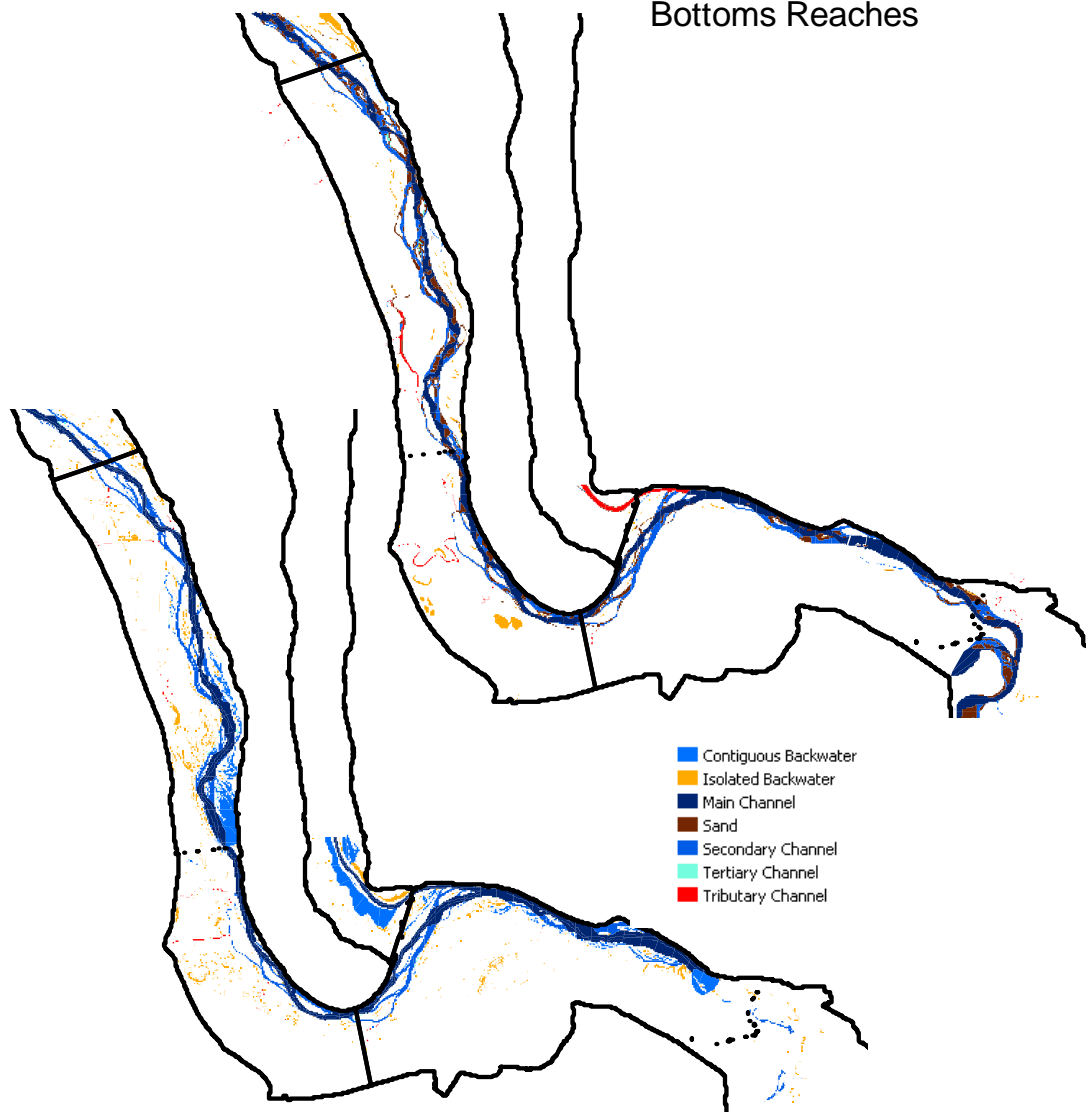 Bottoms Reaches
Contiguous Backwater
Isolated Backwater
Main Channel
Sand
Secondary Channel
Tertiary Channel
Tributary Channel